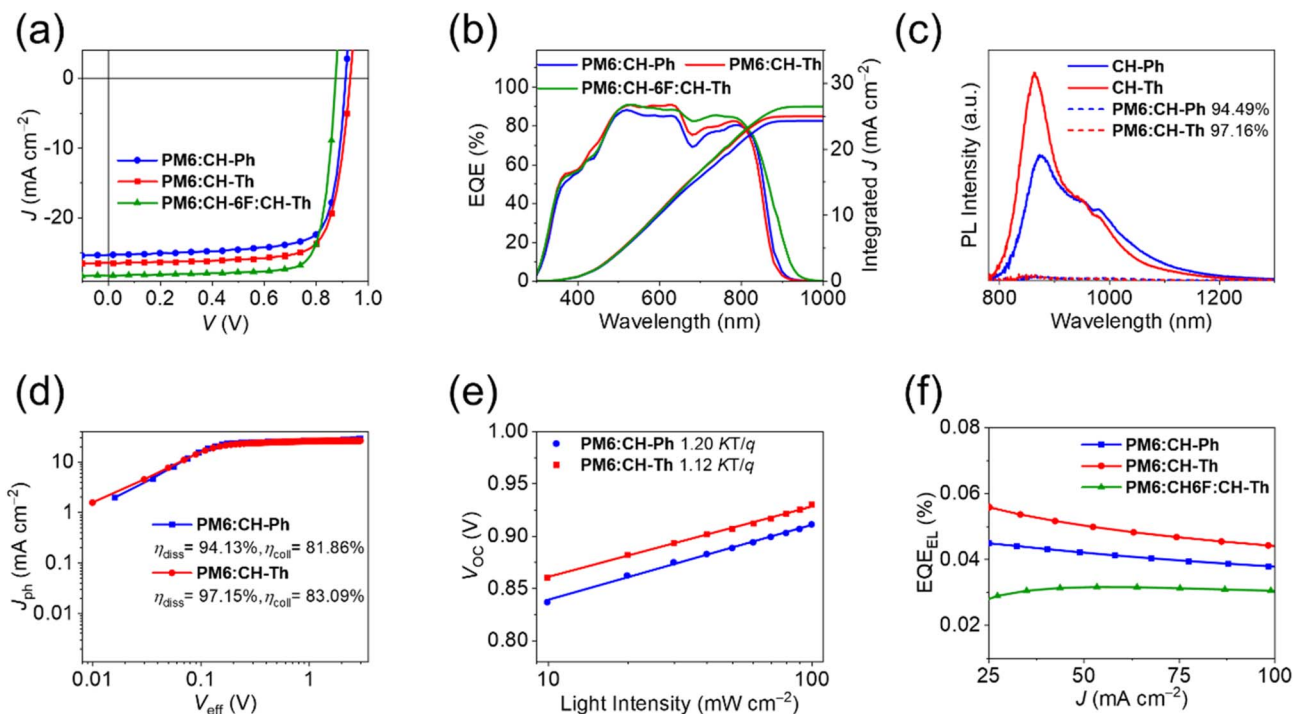 (a)
0
-10
-20
J (mA cm⁻²)
PM6:CH-Ph
PM6:CH-Th
PM6:CH-6F:CH-Th
0.0 0.2 0.4 0.6 0.8 1.0
V (V)
(b)
PM6:CH-Ph PM6:CH-Th
PM6:CH-6F:CH-Th
100
80
60
40
20
0
EQE (%)
30
20
10
0
Integrated J (mA cm⁻²)
400 600 800 1000
Wavelength (nm)
(c)
PL Intensity (a.u.)
CH-Ph
CH-Th
PM6:CH-Ph 94.49%
PM6:CH-Th 97.16%
800 1000 1200
Wavelength (nm)
(d)
10
1
0.1
0.01
Jph (mA cm⁻²)
PM6:CH-Ph
ηdiss= 94.13%, ηcoll= 81.86%
PM6:CH-Th
ηdiss= 97.15%, ηcoll= 83.09%
0.01 0.1 1
Veff (V)
(e)
1.00
0.95
0.90
0.85
0.80
VOC (V)
PM6:CH-Ph 1.20 KT/q
PM6:CH-Th 1.12 KT/q
10 100
Light Intensity (mW cm⁻²)
(f)
0.08
0.06
0.04
0.02
EQEEL (%)
PM6:CH-Ph
PM6:CH-Th
PM6:CH6F:CH-Th
25 50 75 100
J (mA cm⁻²)